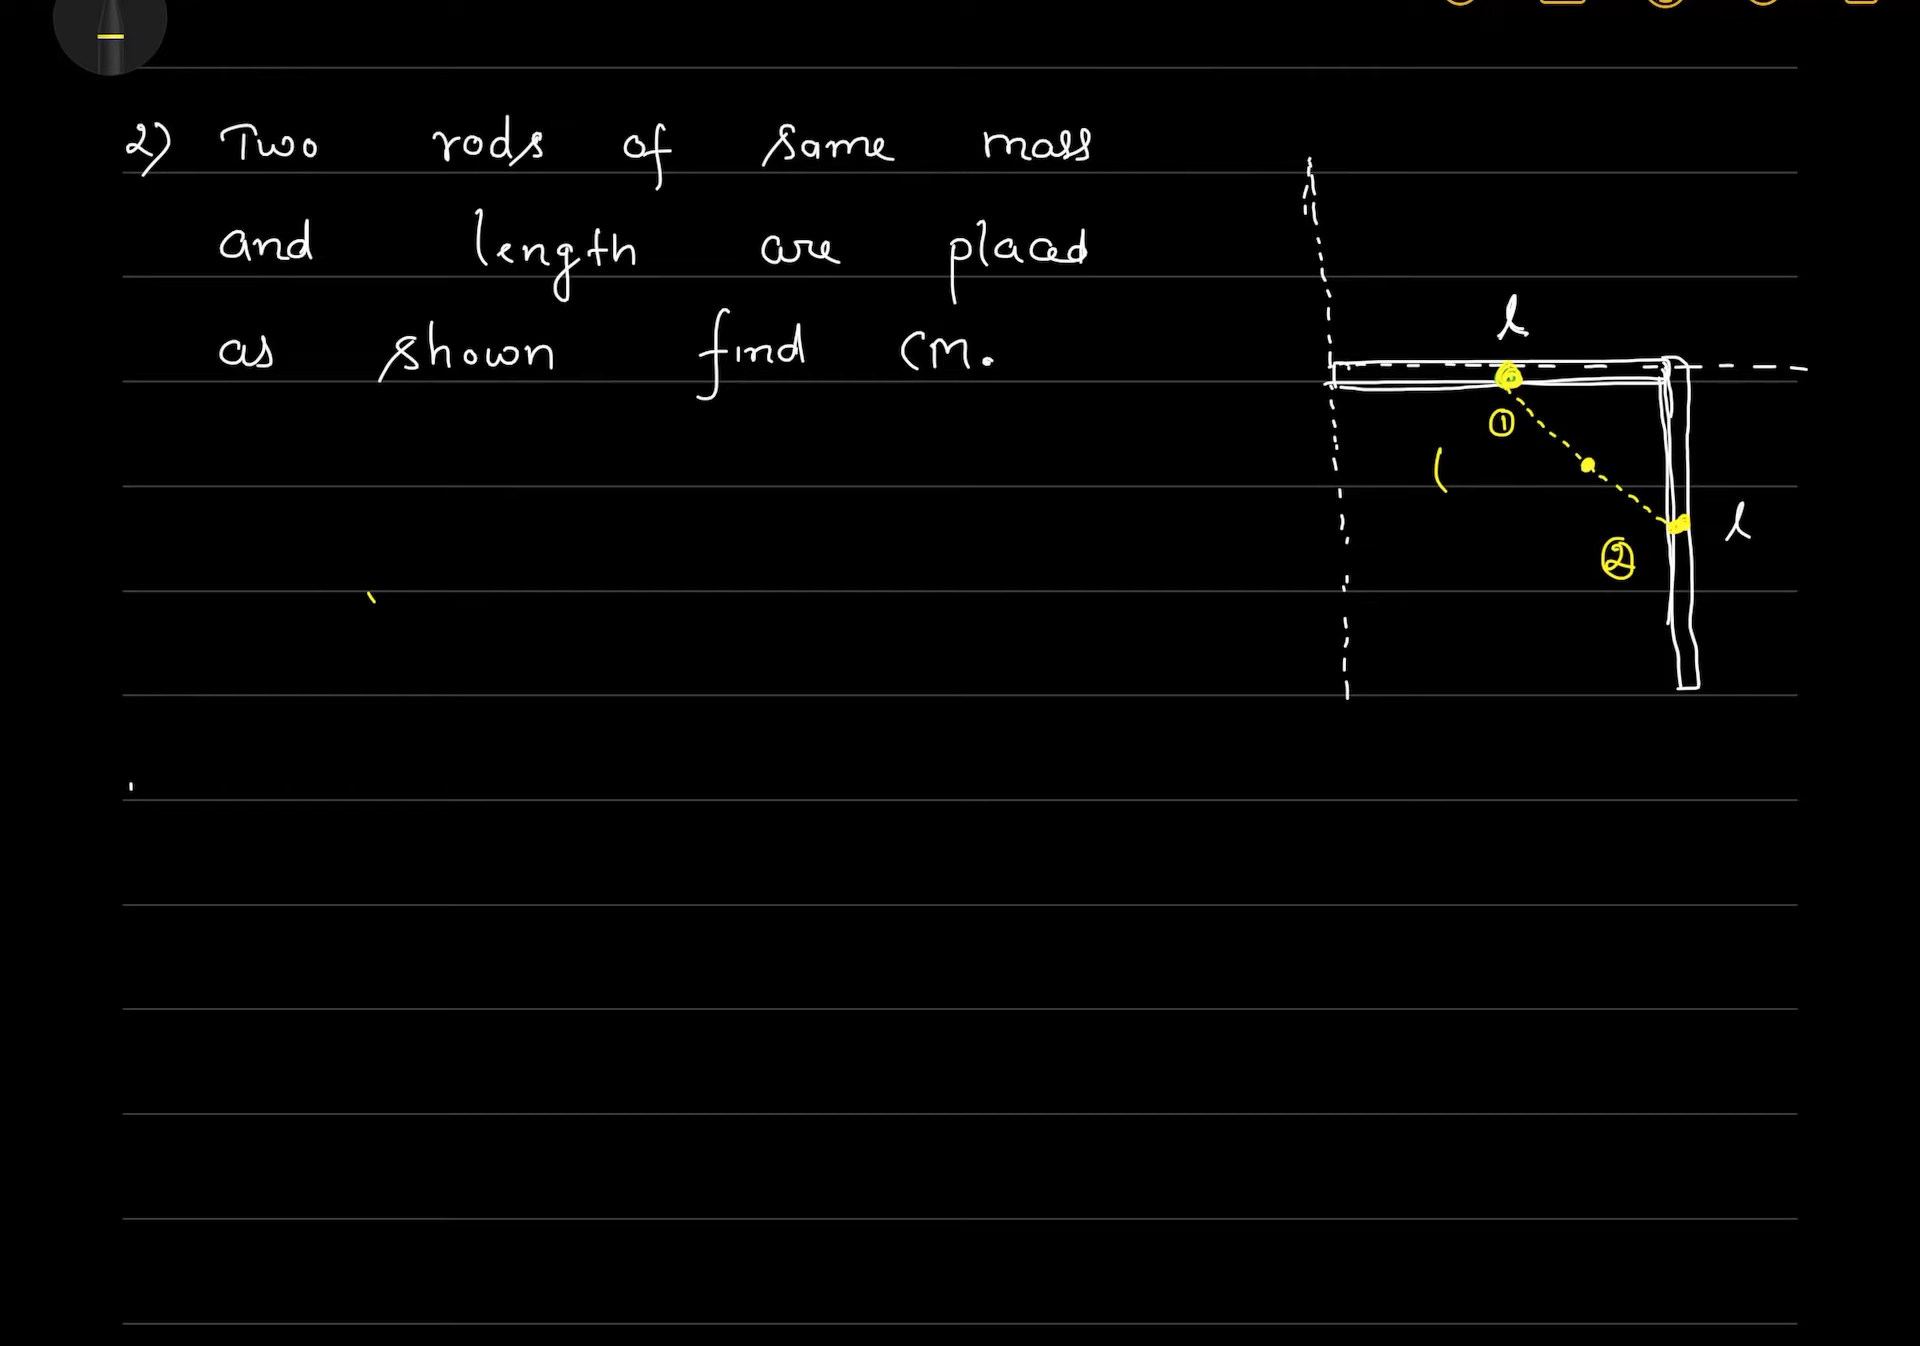 2) Two rods of same mass
and length are placed
as shown find CM.
l
①
(
l
②